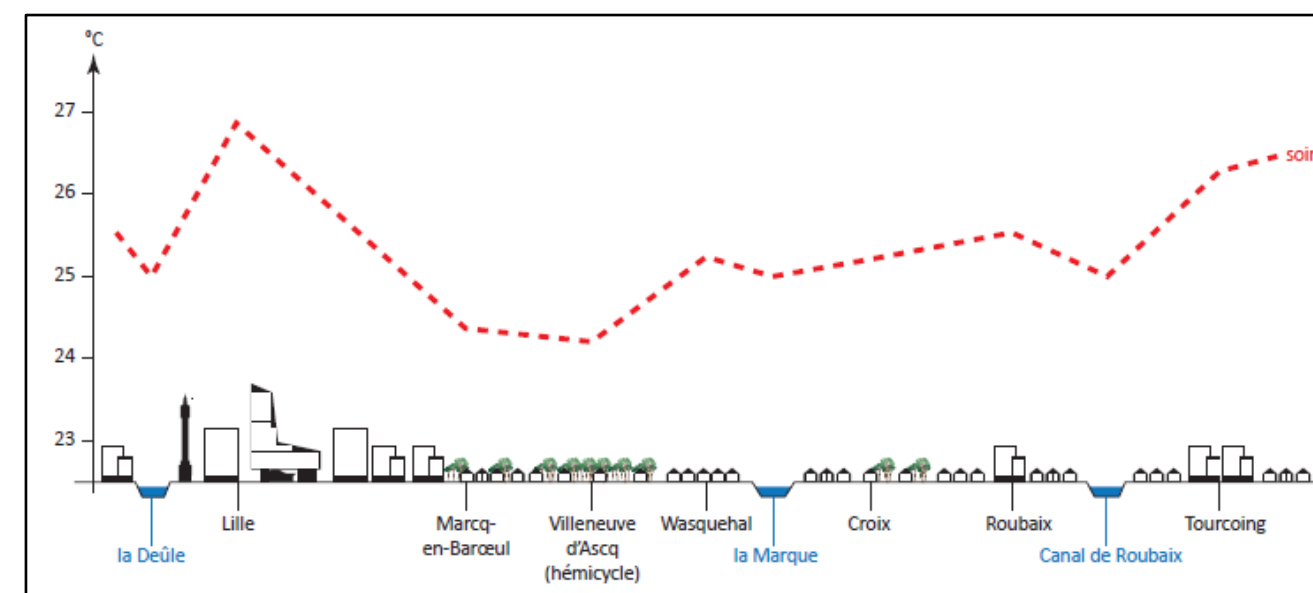 °C
27
26
25
24
23
soir
la Deûle
Lille
Marcq-
en-Barœul
Villeneuve
d'Ascq
(hémicycle)
Wasquehal
la Marque
Croix
Roubaix
Canal de Roubaix
Tourcoing